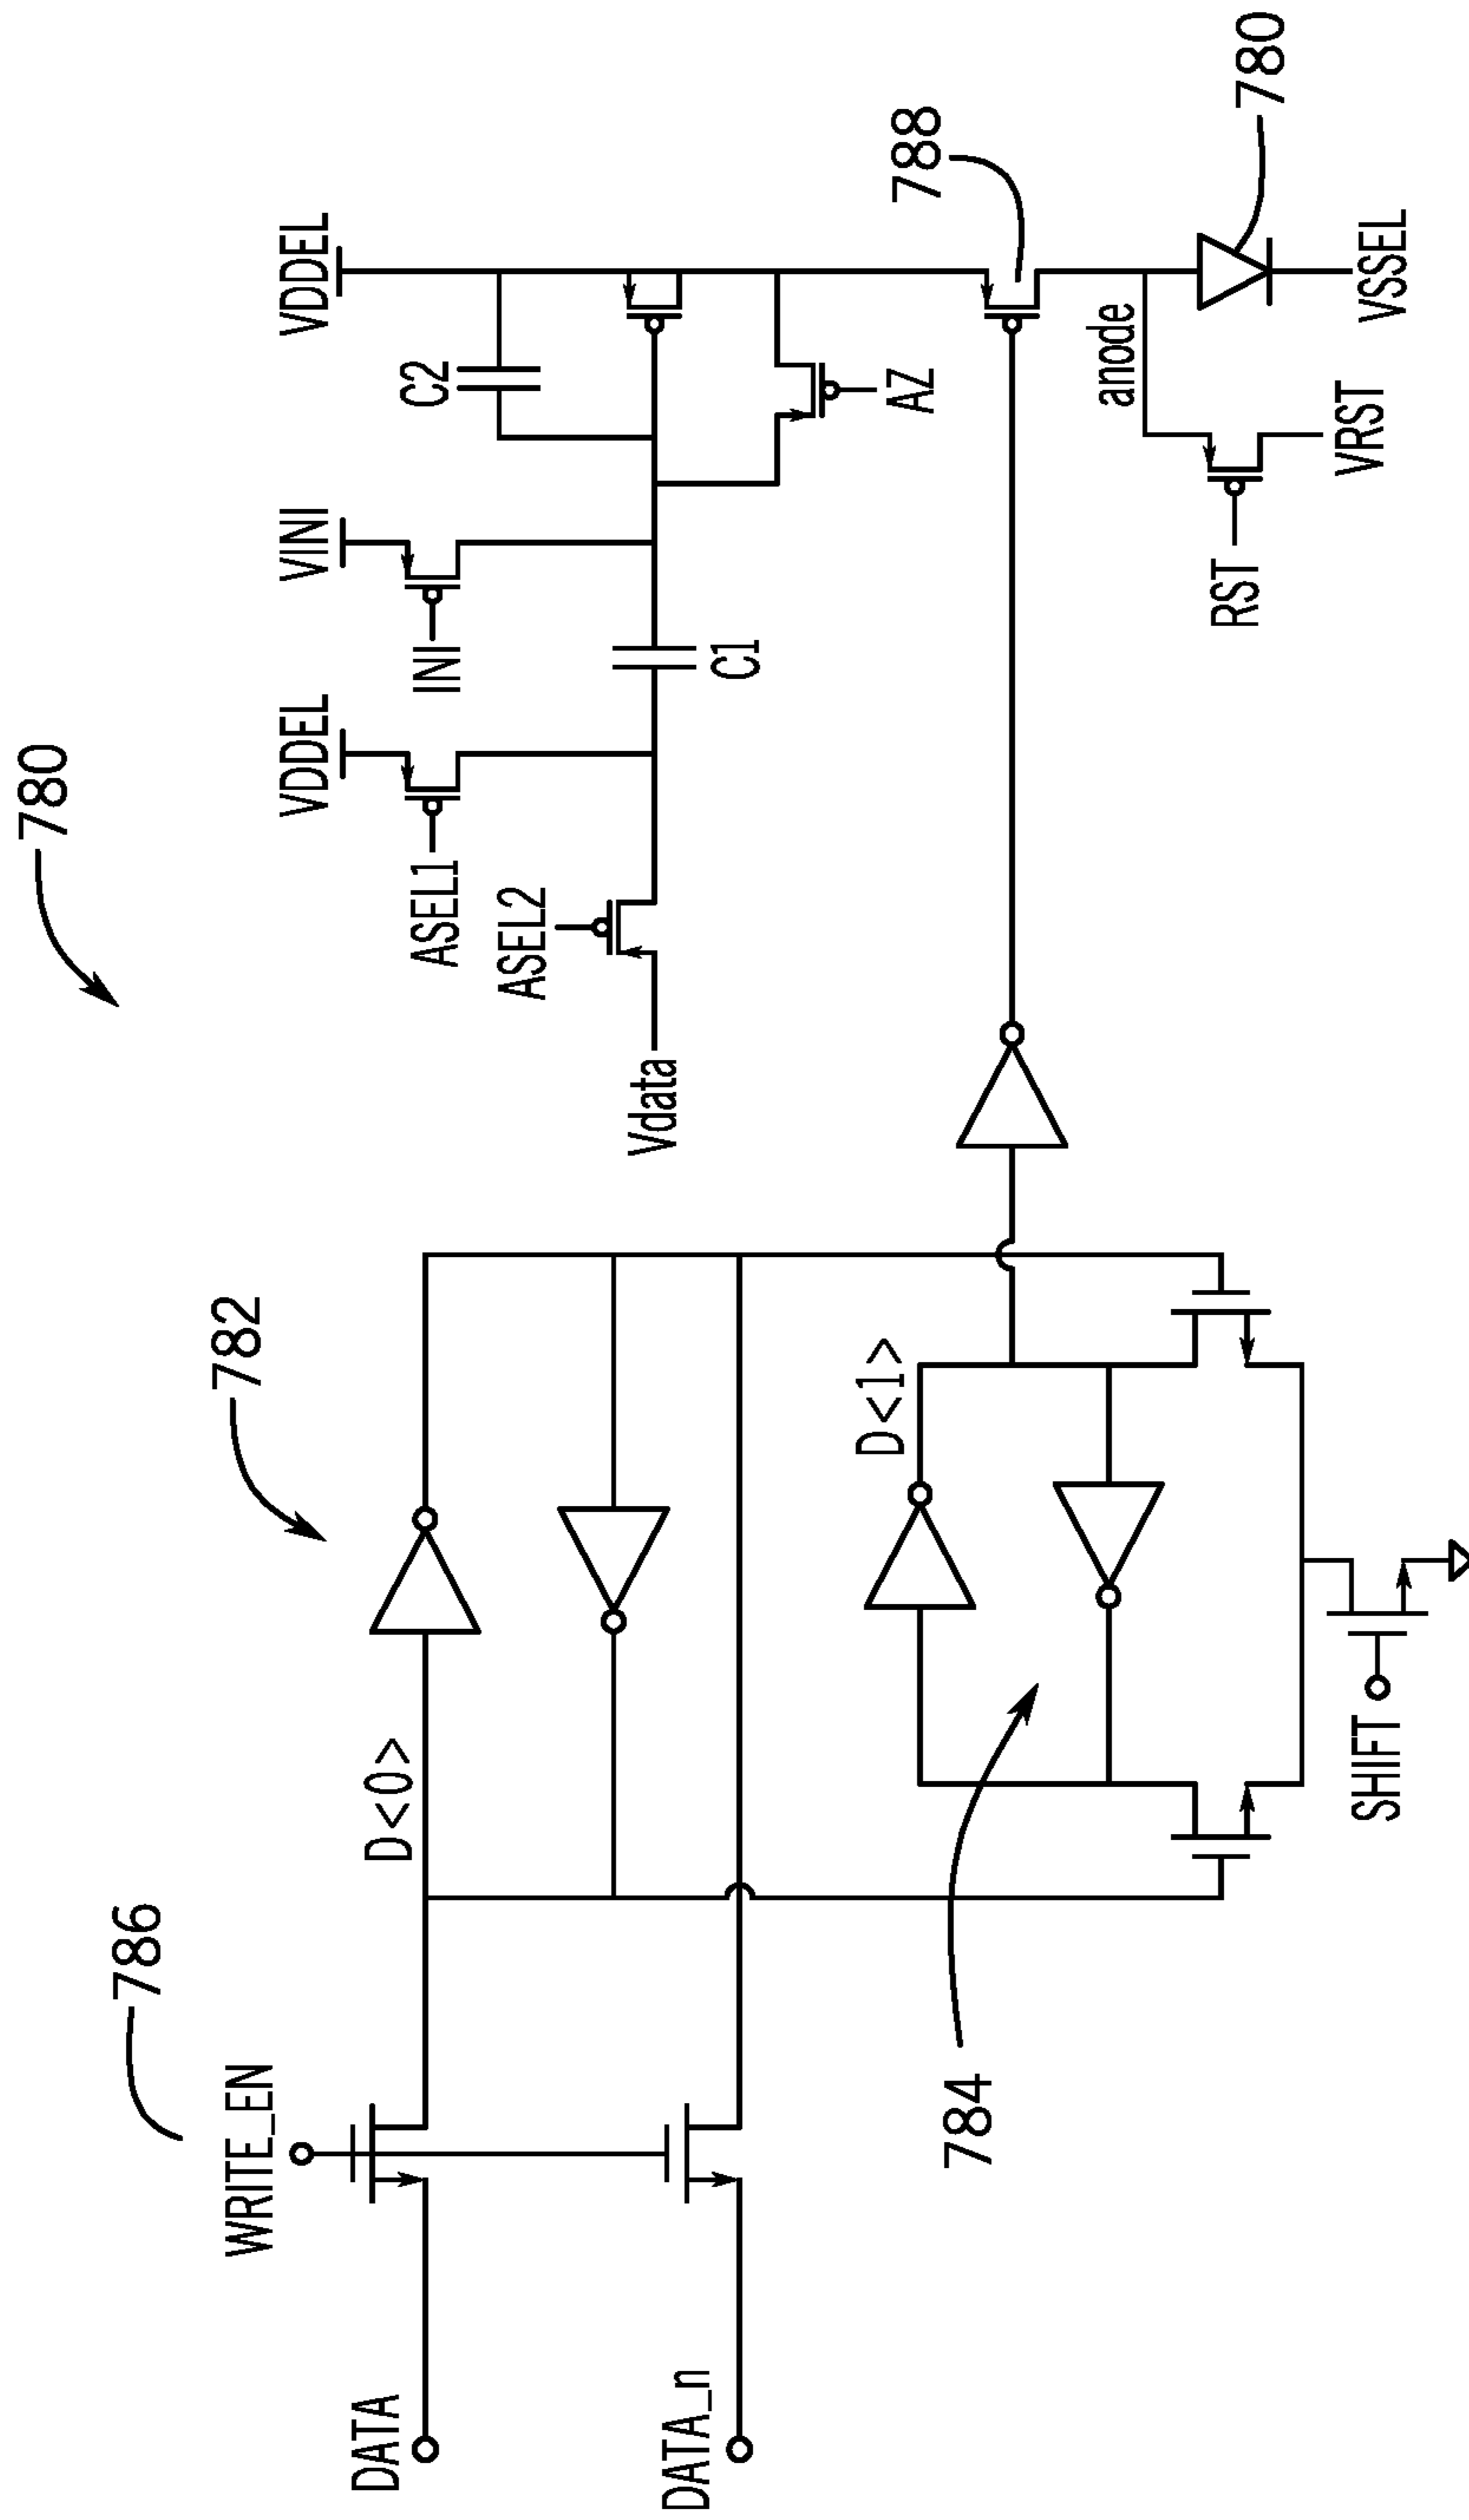 780
786
782
WRITE_EN
DATA
D<0>
DATA_n
784
D<1>
SHIFT
VDDEL
VINI
VDDEL
ASEL1
INI
C2
ASEL2
Vdata
C1
AZ
788
anode
780
RST
VRST
VSSEL